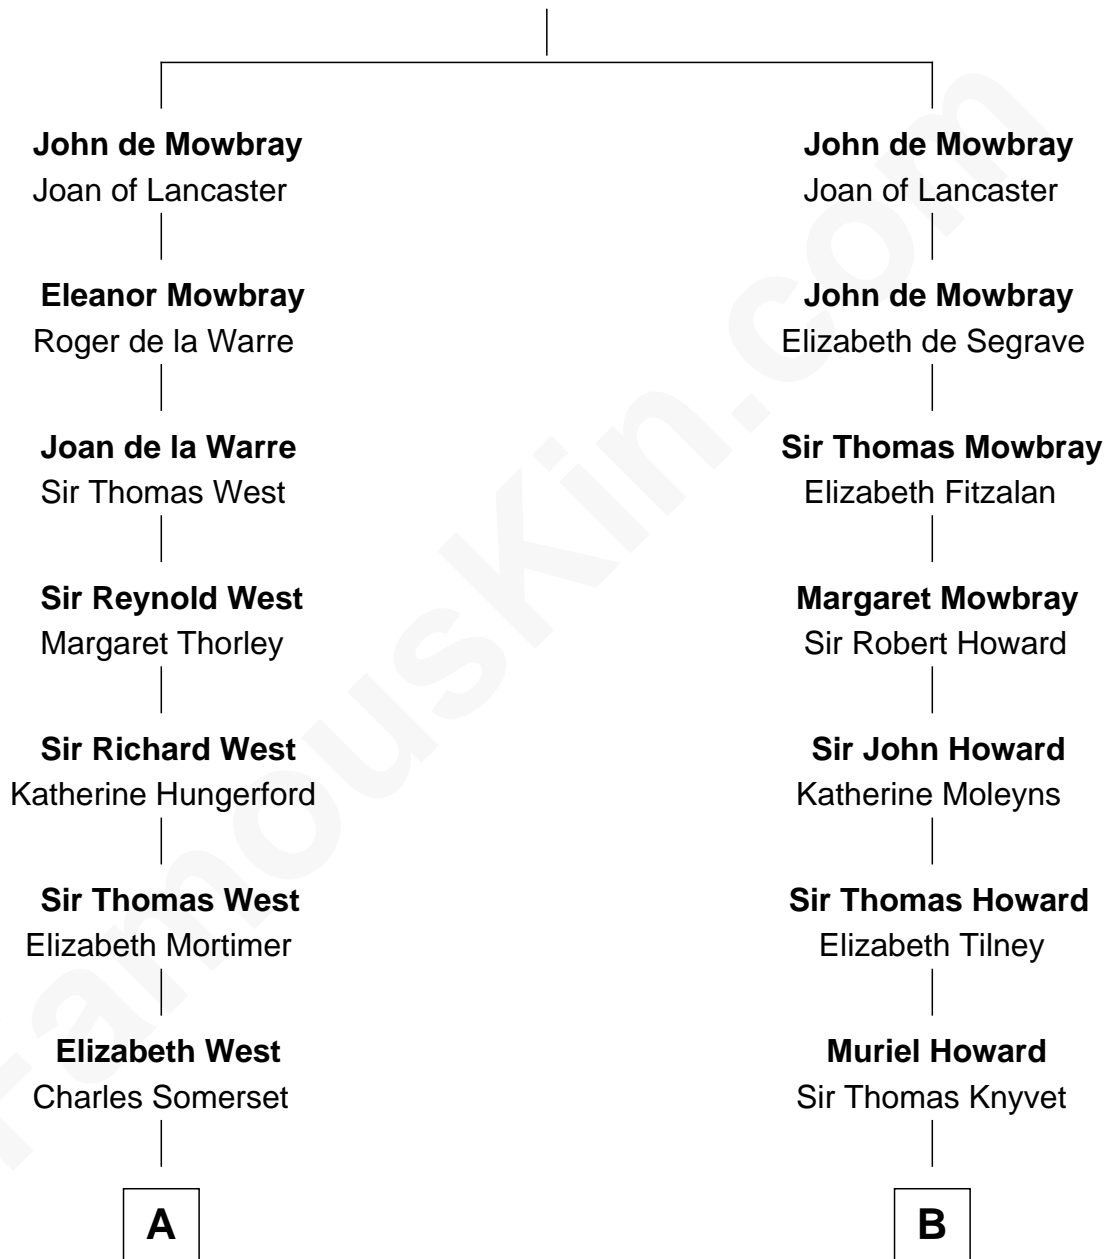 John de Mowbray
Joan of Lancaster
Eleanor Mowbray
Roger de la Warre
Joan de la Warre
Sir Thomas West
Sir Reynold West
Margaret Thorley
Sir Richard West
Katherine Hungerford
Sir Thomas West
Elizabeth Mortimer
Elizabeth West
Charles Somerset
A
John de Mowbray
Joan of Lancaster
John de Mowbray
Elizabeth de Segrave
Sir Thomas Mowbray
Elizabeth Fitzalan
Margaret Mowbray
Sir Robert Howard
Sir John Howard
Katherine Moleyns
Sir Thomas Howard
Elizabeth Tilney
Muriel Howard
Sir Thomas Knyvet
B
FamousKin.com